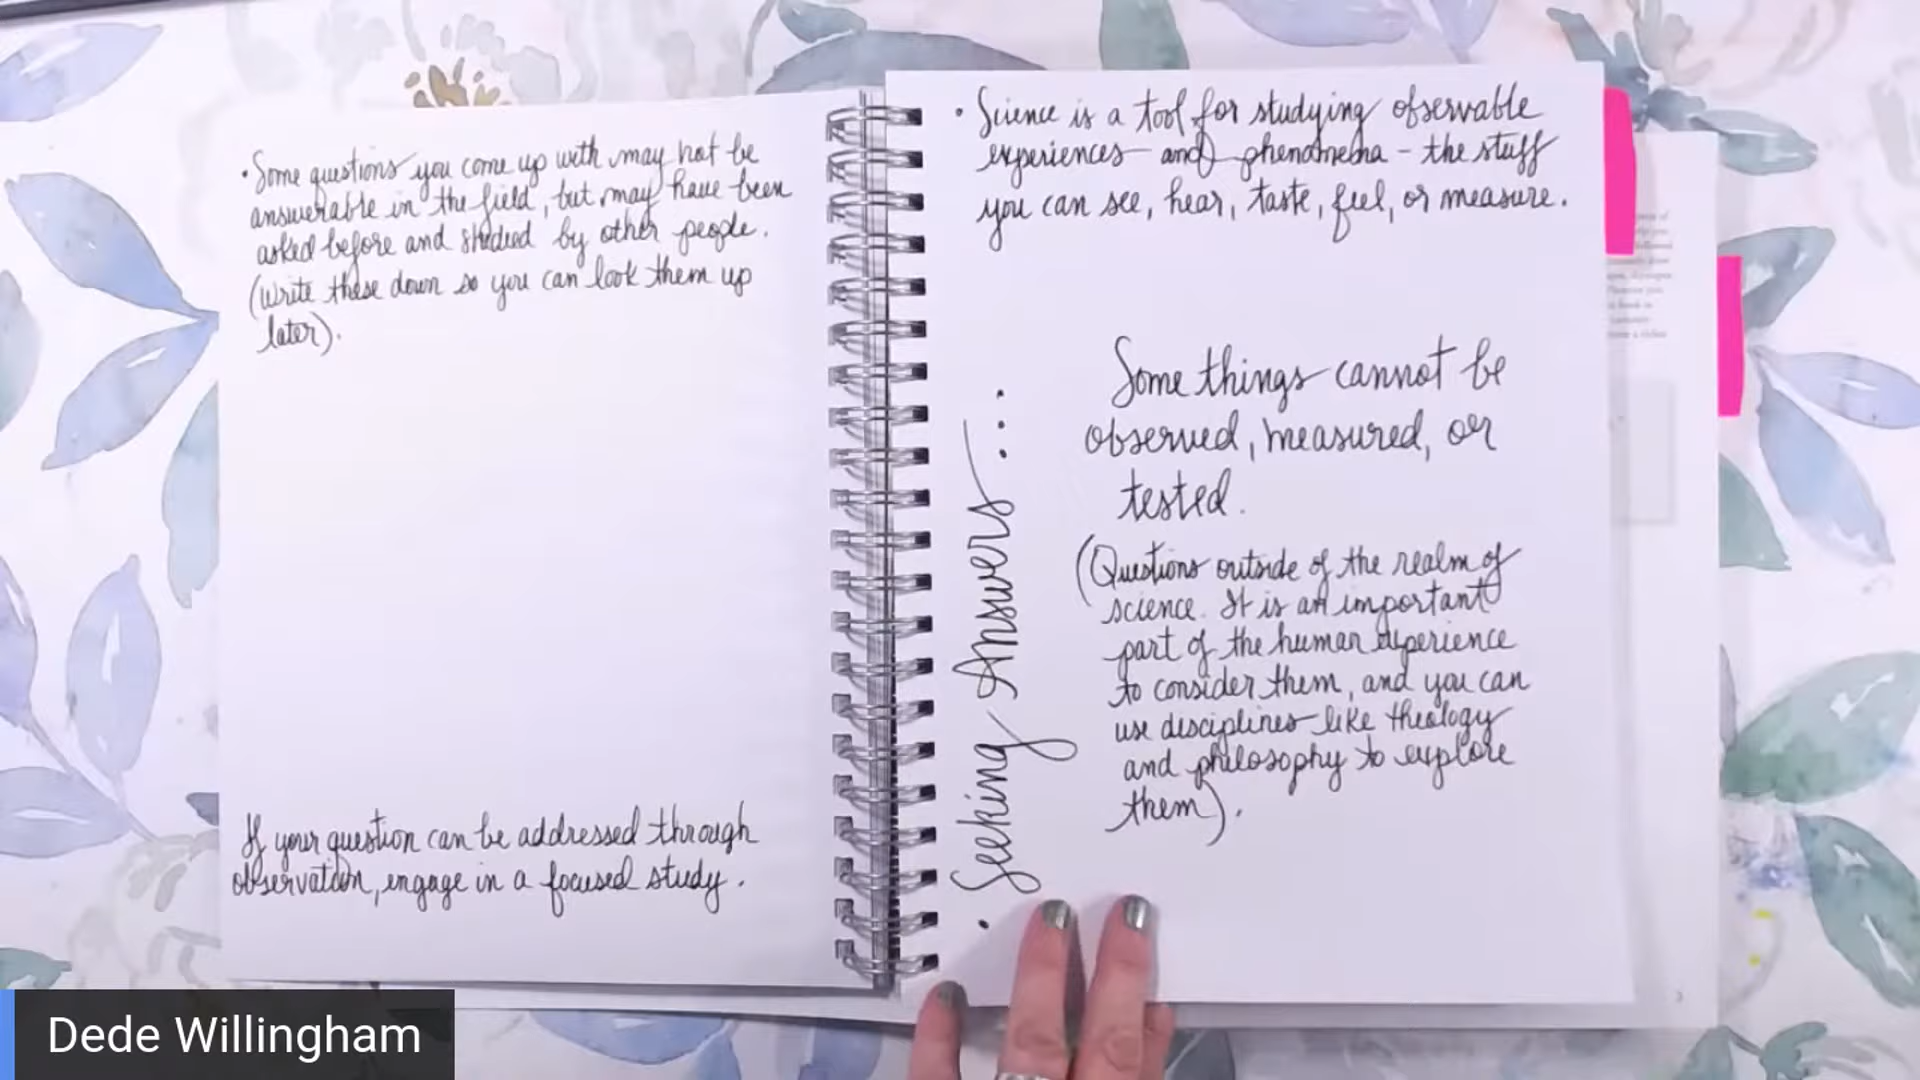 • Some questions you come up with may not be
answerable in the field, but may have been
asked before and studied by other people.
(Write these down so you can look them up
later).
If your question can be addressed through
observation, engage in a focused study.
• Science is a tool for studying observable
experiences and phenomena - the stuff
you can see, hear, taste, feel, or measure.
• Seeking Answers...
Some things cannot be
observed, measured, or
tested.
(Questions outside of the realm of
science. It is an important
part of the human experience
to consider them, and you can
use disciplines like theology
and philosophy to explore
them).
Dede Willingham